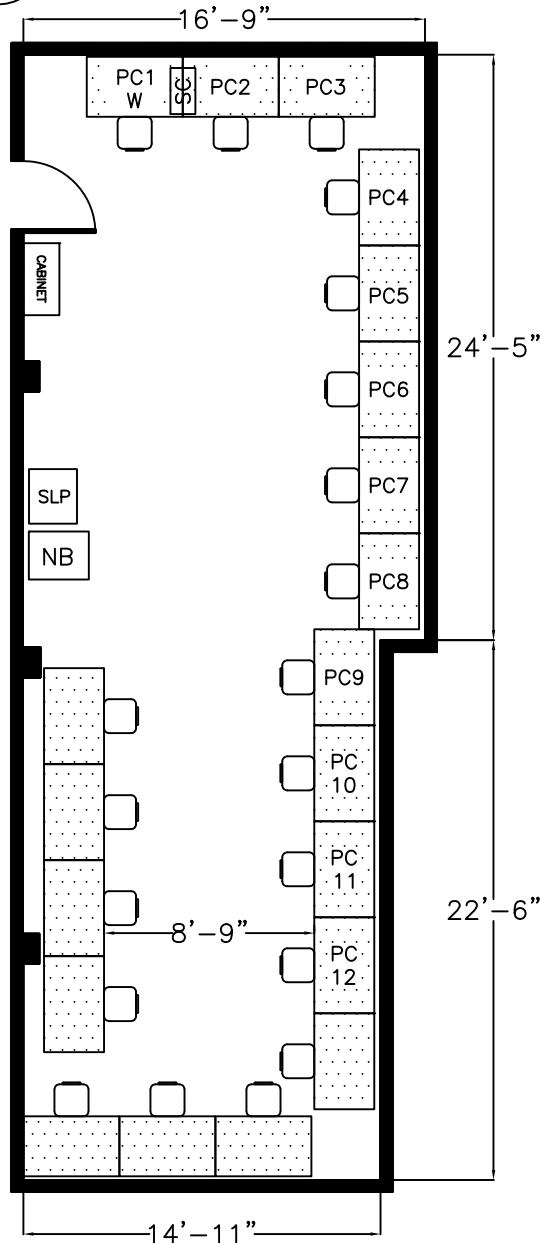 16'-9"
PC1
W
SC
PC2
PC3
PC4
CABINET
PC5
24'-5"
PC6
PC7
SLP
NB
PC8
PC9
PC
10
PC
11
22'-6"
8'-9"
PC
12
14'-11"